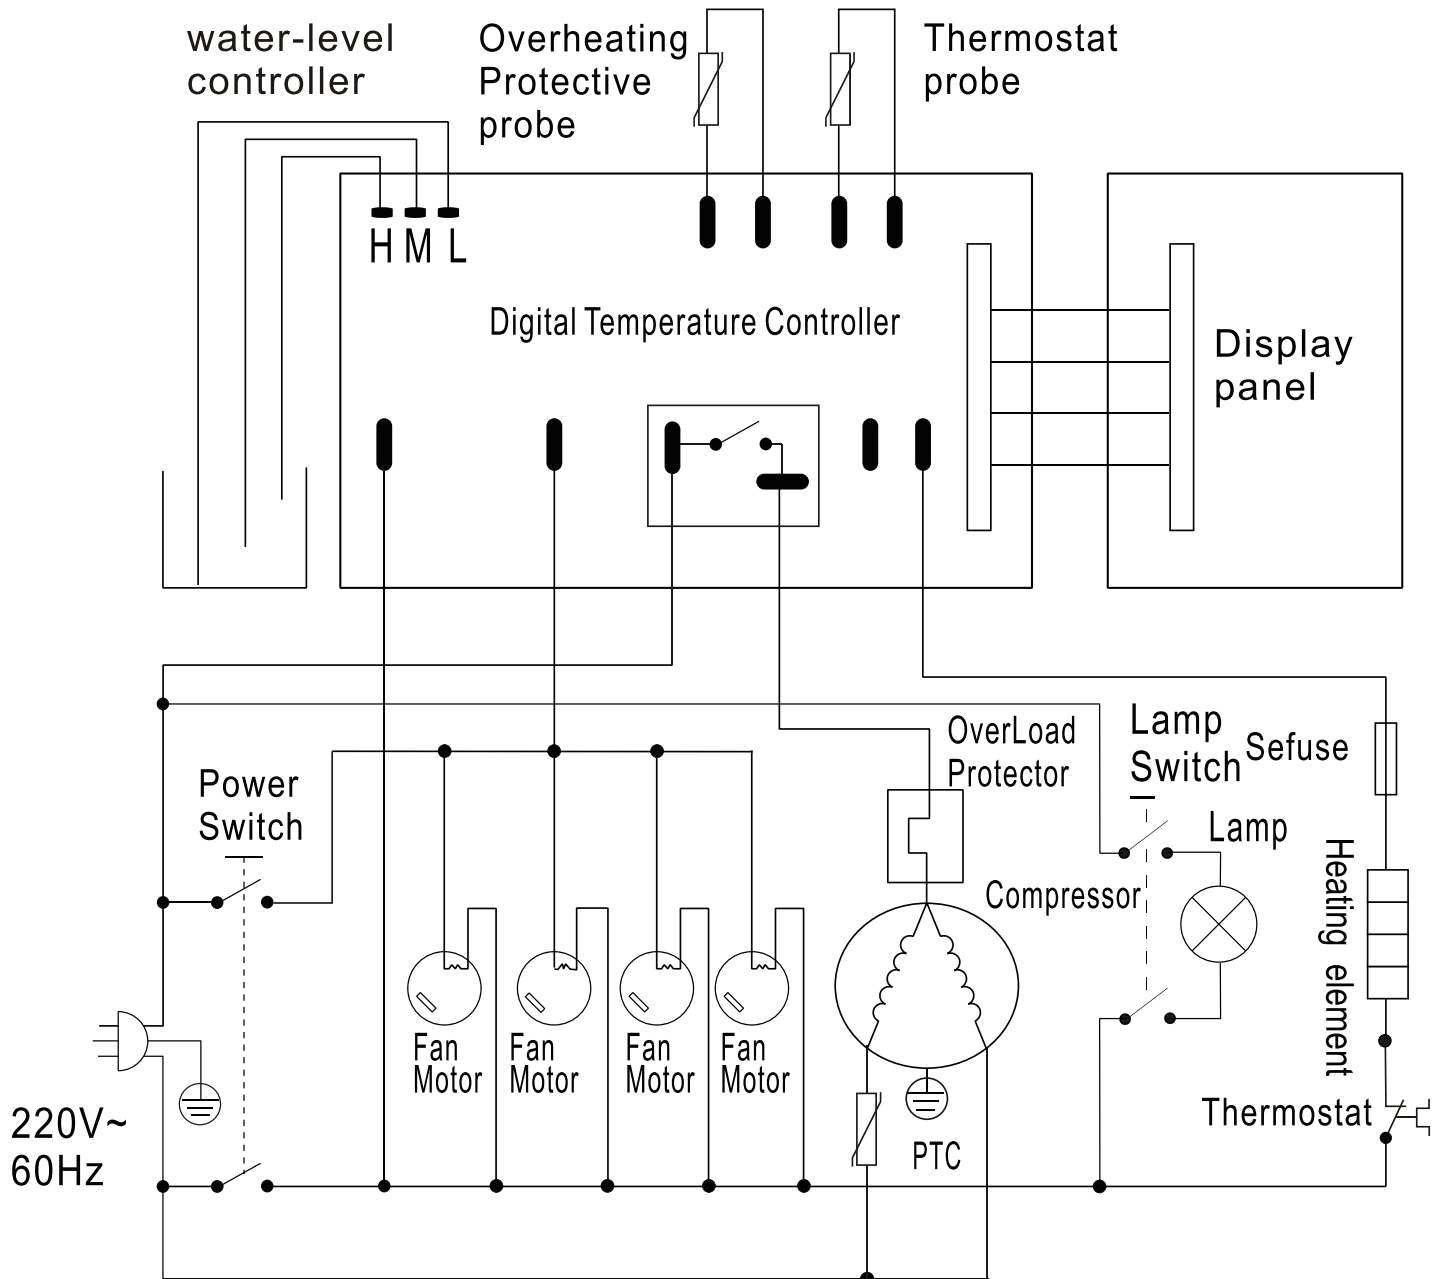 water-level
controller
Overheating
Protective
probe
Thermostat
probe
H M L
Digital Temperature Controller
Display
panel
OverLoad
Protector
Lamp
Switch
Sefuse
Power
Switch
Lamp
Compressor
Heating element
Fan
Motor
Fan
Motor
Fan
Motor
Fan
Motor
Thermostat
220V~
60Hz
PTC